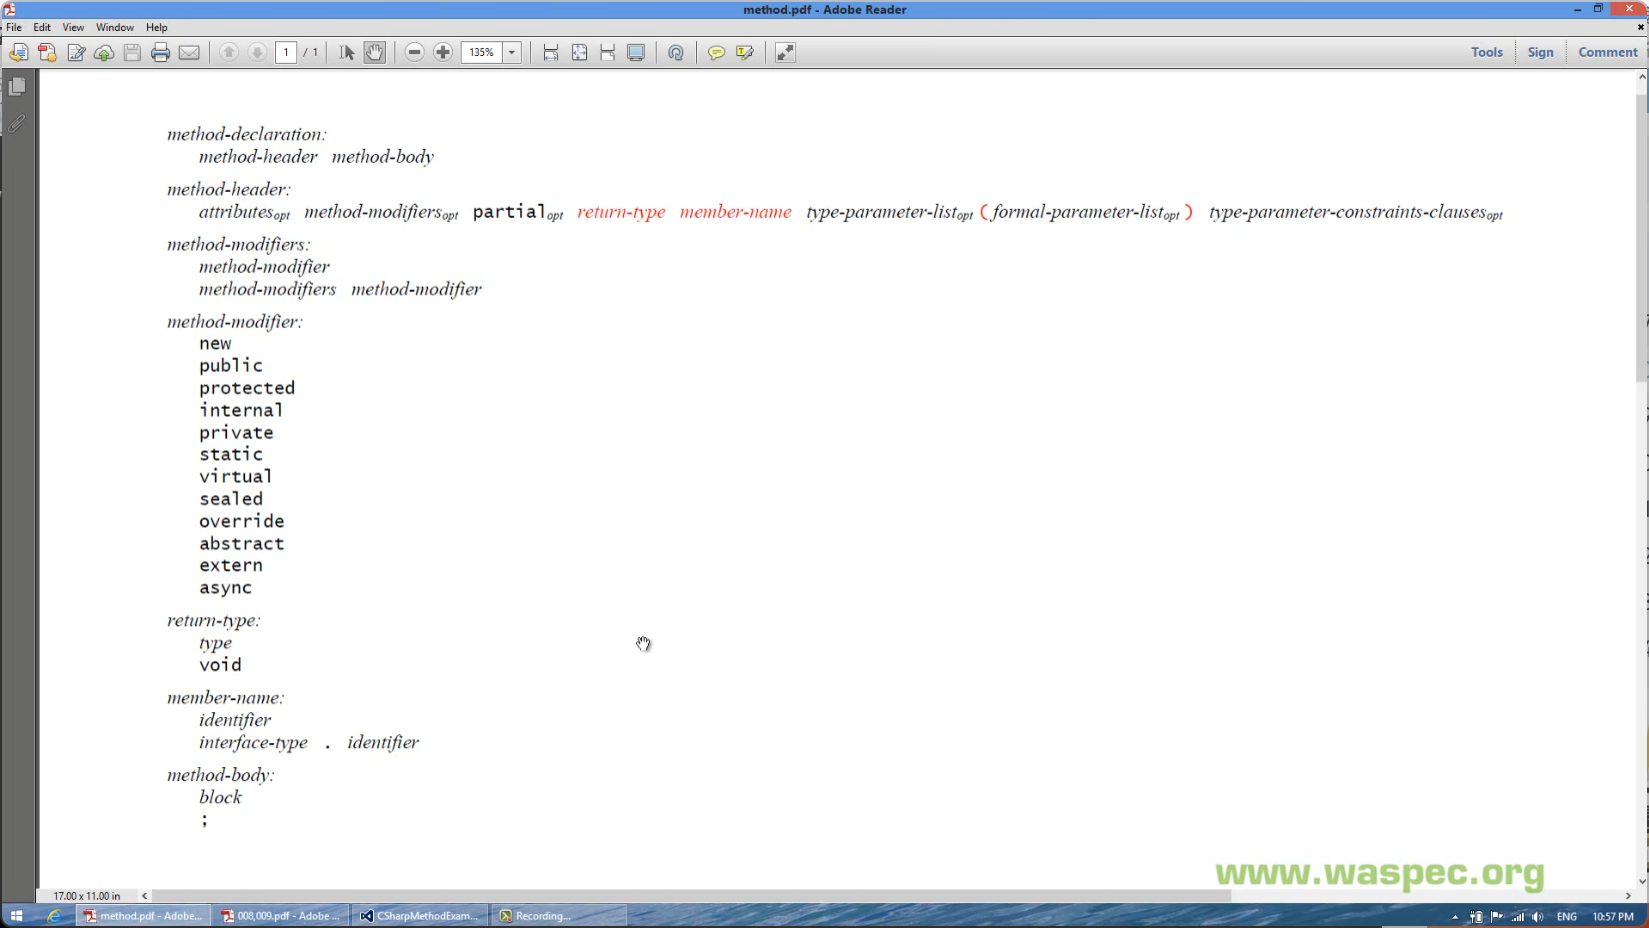 method.pdf - Adobe Reader
File Edit View Window Help
1 / 1 135% Tools Sign Comment
method-declaration:
method-header method-body
method-header:
attributesopt method-modifiersopt partialopt return-type member-name type-parameter-listopt ( formal-parameter-listopt ) type-parameter-constraints-clausesopt
method-modifiers:
method-modifier
method-modifiers method-modifier
method-modifier:
new
public
protected
internal
private
static
virtual
sealed
override
abstract
extern
async
return-type:
type
void
member-name:
identifier
interface-type . identifier
method-body:
block
;
www.waspec.org
17.00 x 11.00 in
method.pdf - Adobe... 008,009.pdf - Adobe ... CSharpMethodExam... Recording... ENG 10:57 PM